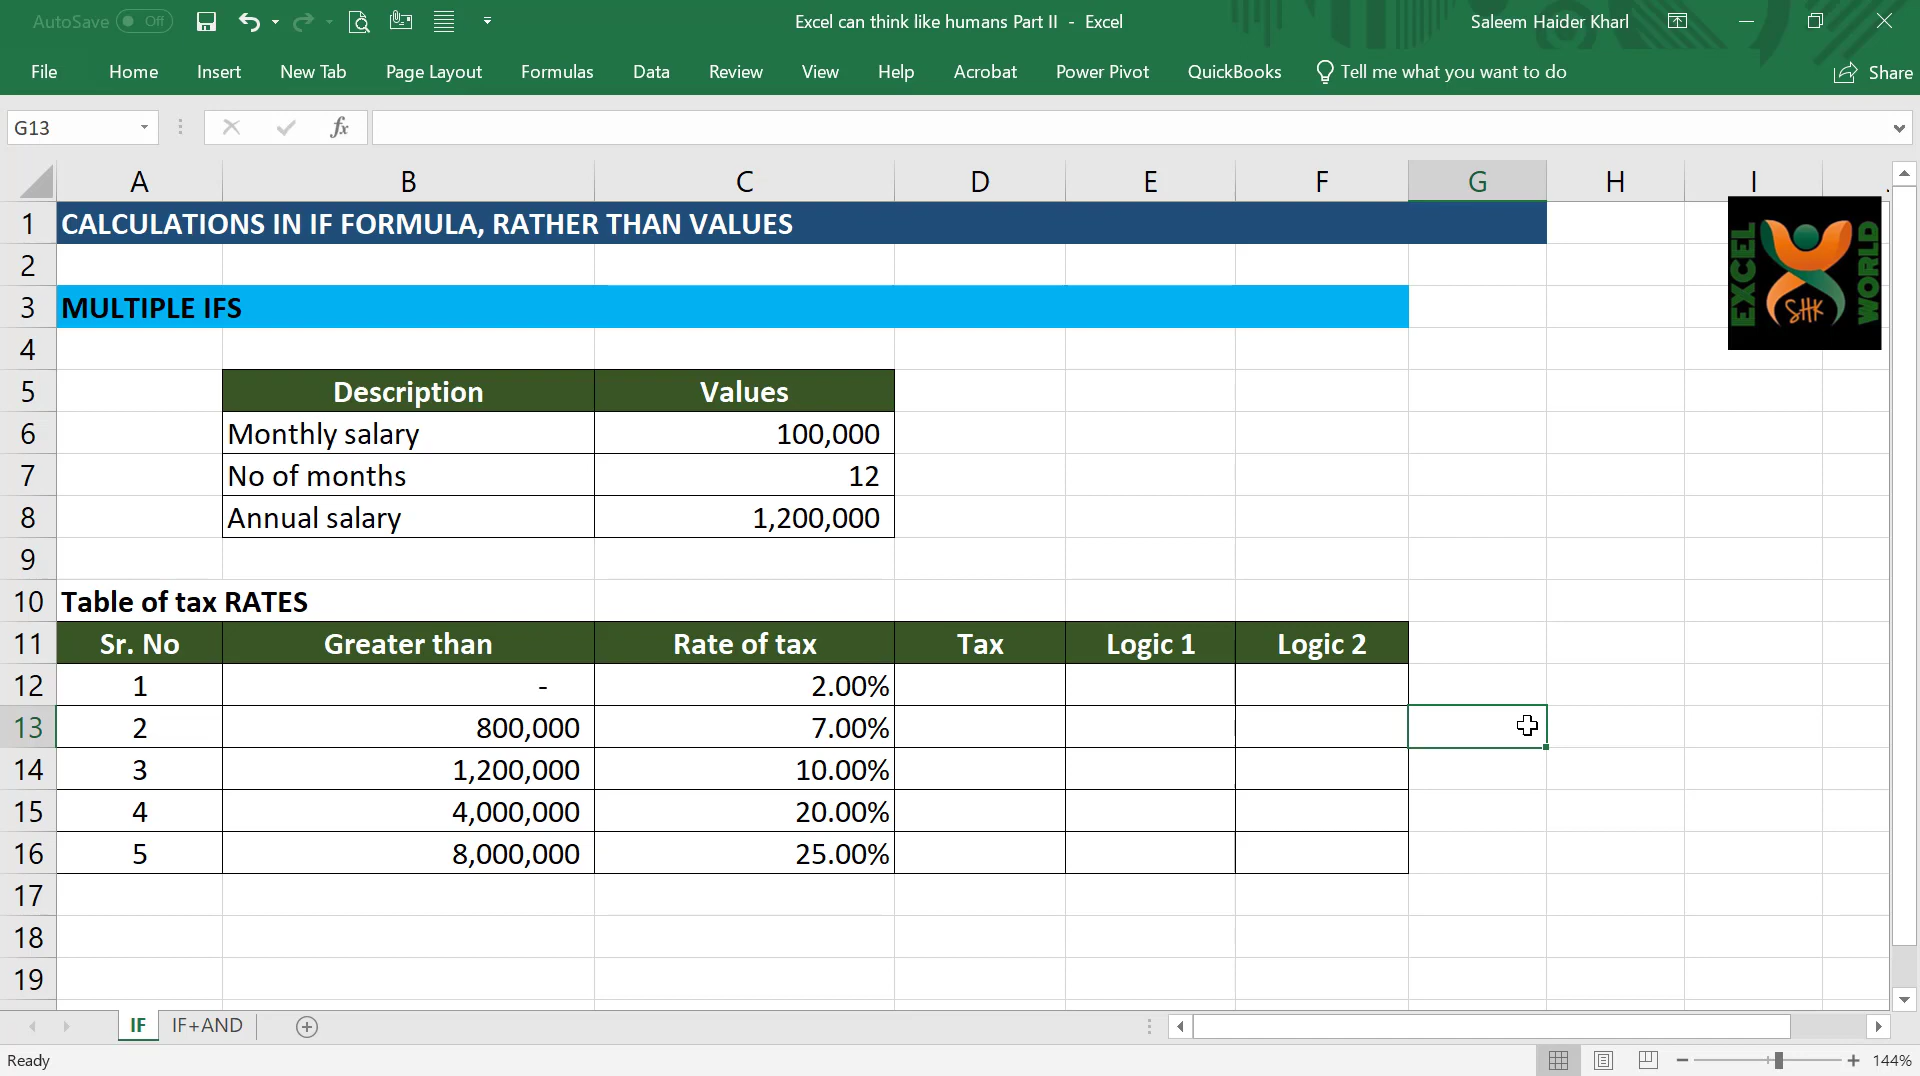 AutoSave Off Excel can think like humans Part II - Excel Saleem Haider Kharl
File Home Insert New Tab Page Layout Formulas Data Review View Help Acrobat Power Pivot QuickBooks Tell me what you want to do Share
G13 fx
A B C D E F G H I
1 CALCULATIONS IN IF FORMULA, RATHER THAN VALUES
2
3 MULTIPLE IFS
EXCEL SHK WORLD
4
5 Description Values
6 Monthly salary 100,000
7 No of months 12
8 Annual salary 1,200,000
9
10 Table of tax RATES
11 Sr. No Greater than Rate of tax Tax Logic 1 Logic 2
12 1 - 2.00%
13 2 800,000 7.00%
14 3 1,200,000 10.00%
15 4 4,000,000 20.00%
16 5 8,000,000 25.00%
17
18
19
IF IF+AND
Ready 144%